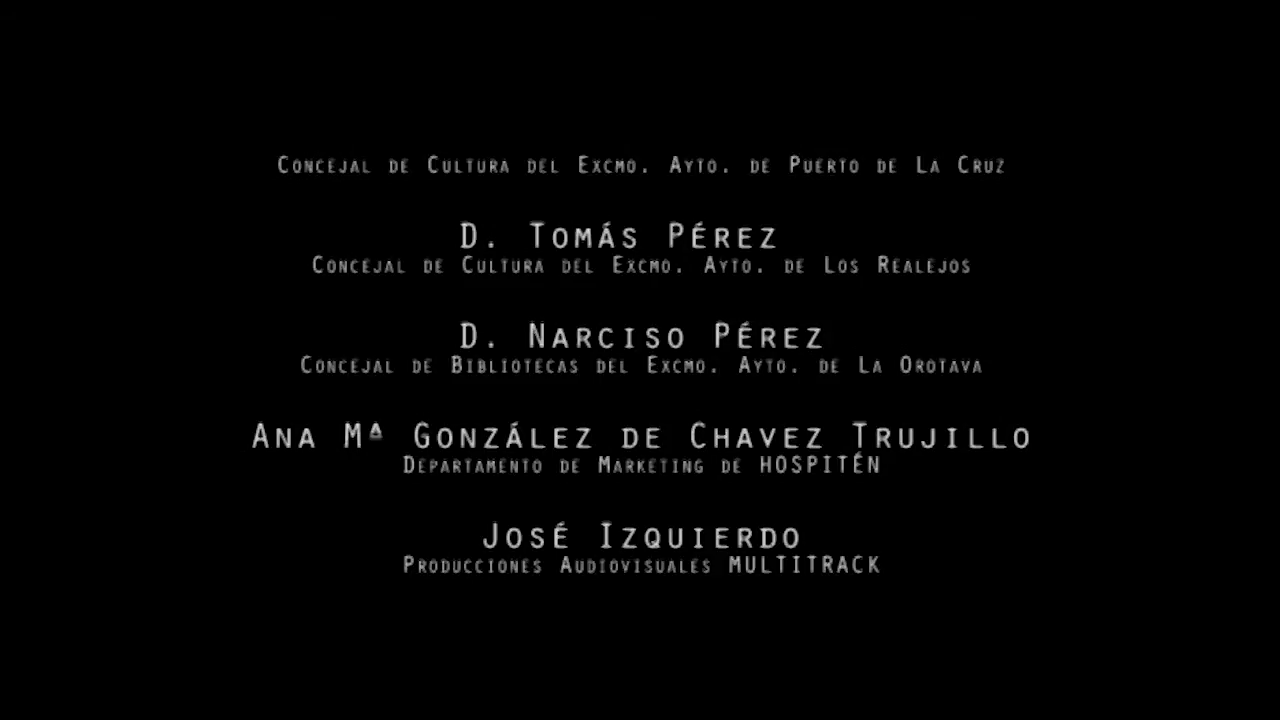 Concejal de Cultura del Excmo. Ayto. de Puerto de La Cruz
D. Tomás Pérez
Concejal de Cultura del Excmo. Ayto. de Los Realejos
D. Narciso Pérez
Concejal de Bibliotecas del Excmo. Ayto. de La Orotava
Ana Mª González de Chavez Trujillo
Departamento de Marketing de HOSPITÉN
José Izquierdo
Producciones Audiovisuales MULTITRACK